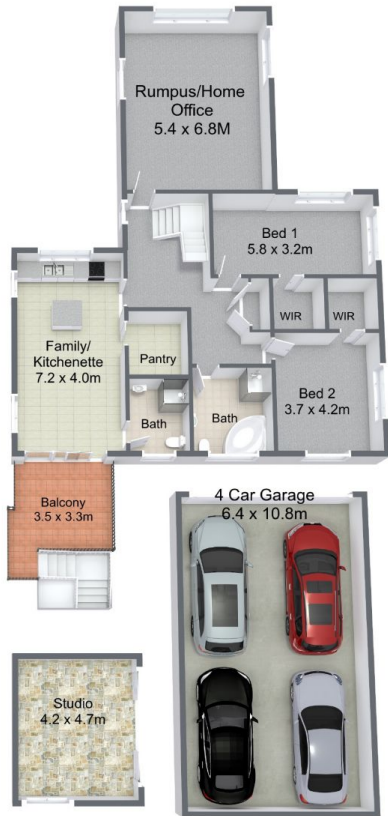 Rumpus/Home
Office
5.4 x 6.8M
Bed 1
5.8 x 3.2m
WIR
WIR
Family/
Kitchenette
7.2 x 4.0m
Pantry
Bed 2
3.7 x 4.2m
Bath
Bath
Balcony
3.5 x 3.3m
4 Car Garage
6.4 x 10.8m
Studio
4.2 x 4.7m